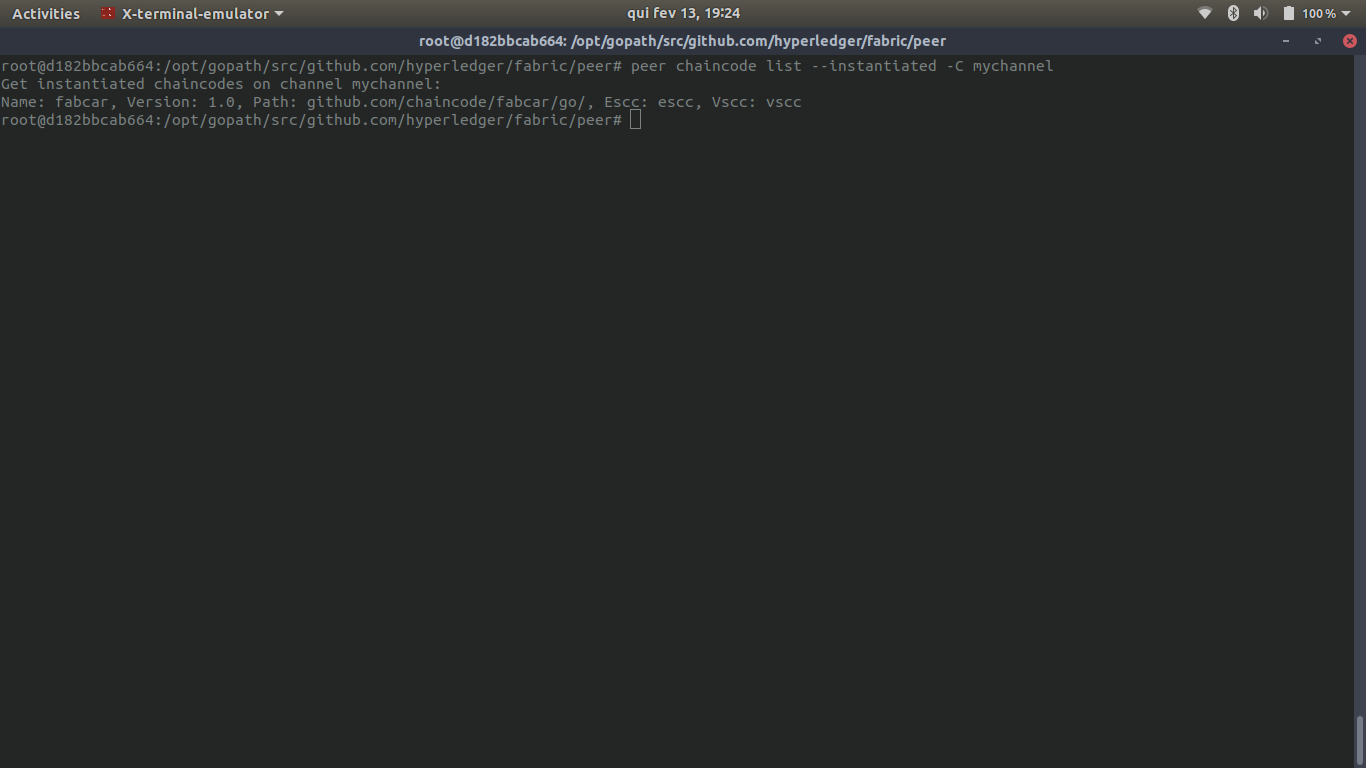 Activities X-terminal-emulator qui fev 13, 19:24 100%
root@d182bbcab664: /opt/gopath/src/github.com/hyperledger/fabric/peer
root@d182bbcab664:/opt/gopath/src/github.com/hyperledger/fabric/peer# peer chaincode list --instantiated -C mychannel
Get instantiated chaincodes on channel mychannel:
Name: fabcar, Version: 1.0, Path: github.com/chaincode/fabcar/go/, Escc: escc, Vscc: vscc
root@d182bbcab664:/opt/gopath/src/github.com/hyperledger/fabric/peer#